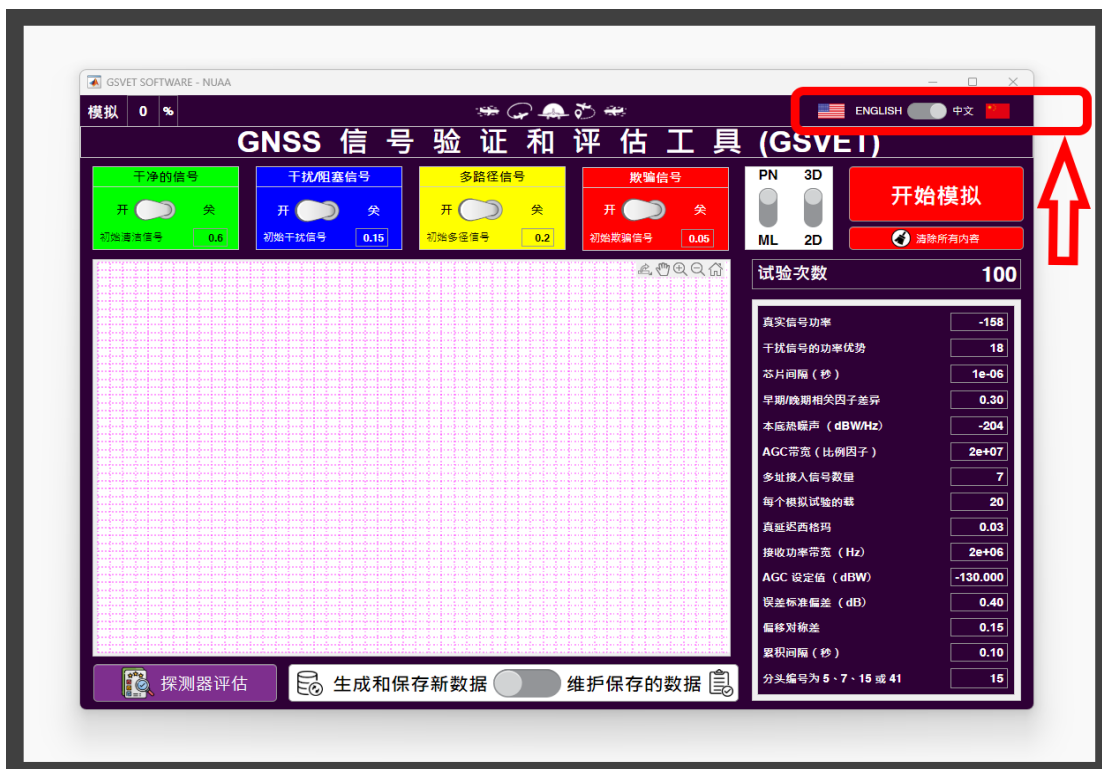 GSVET SOFTWARE - NUAA
模拟 0 %
ENGLISH 中文
GNSS 信号验证和评估工具 (GSVET)
干净的信号
开 关
初始清洁信号 0.6
干扰/阻塞信号
开 关
初始干扰信号 0.15
多路径信号
开 关
初始多径信号 0.2
欺骗信号
开 关
初始欺骗信号 0.05
PN 3D
ML 2D
开始模拟
清除所有内容
试验次数 100
真实信号功率 -158
干扰信号的功率优势 18
芯片间隔(秒) 1e-06
早期/晚期相关因子差异 0.30
本底热噪声 (dBW/Hz) -204
AGC带宽(比例因子) 2e+07
多址接入信号数量 7
每个模拟试验的载 20
真延迟西格玛 0.03
接收功率带宽 (Hz) 2e+06
AGC 设定值 (dBW) -130.000
误差标准偏差 (dB) 0.40
偏移对称差 0.15
累积间隔(秒) 0.10
分头编号为 5、7、15 或 41 15
探测器评估
生成和保存新数据 维护保存的数据